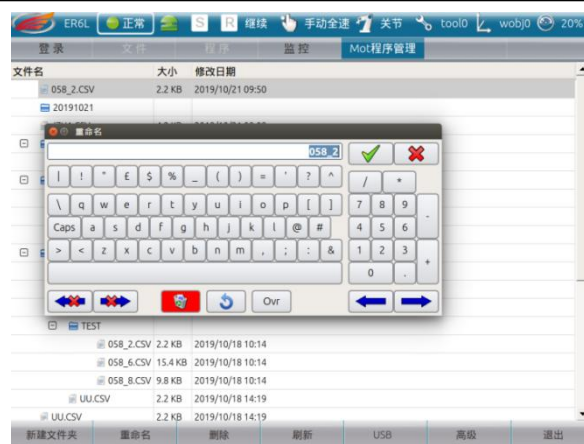 ER6L 正常 S R 继续 手动全速 关节 tool0 wobj0 20%
登录 文件 程序 监控 Mot程序管理
文件名 大小 修改日期
058_2.CSV 2.2 KB 2019/10/21 09:50
20191021
重命名
058_2
| ! " £ $ % _ ( ) = ' ? ^ / *
\ q w e r t y u i o p [ ] 7 8 9 -
Caps a s d f g h j k l @ # 4 5 6
> < z x c v b n m , ; : & 1 2 3 +
0 .
Ovr
TEST
058_2.CSV 2.2 KB 2019/10/18 10:14
058_6.CSV 15.4 KB 2019/10/18 10:14
058_8.CSV 9.8 KB 2019/10/18 10:14
UU.CSV 2.2 KB 2019/10/18 14:19
UU.CSV 2.2 KB 2019/10/18 14:19
新建文件夹 重命名 删除 刷新 USB 高级 退出